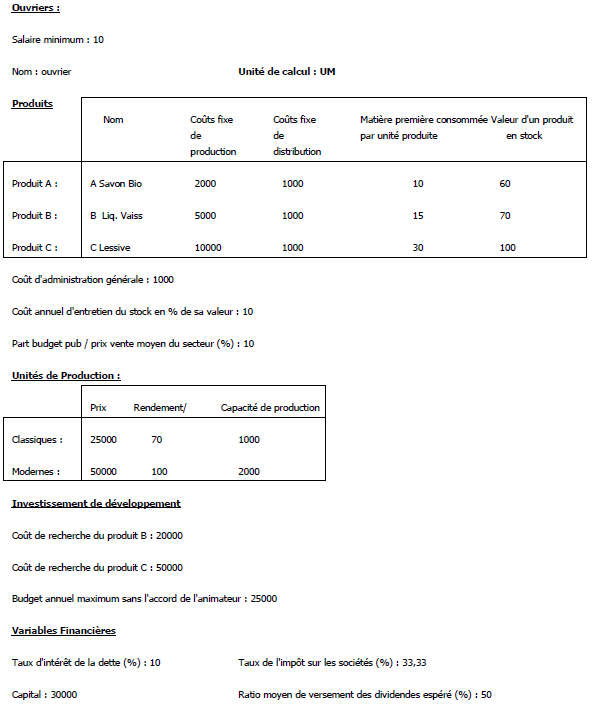 Ouvriers :
Salaire minimum : 10
Nom : ouvrier Unité de calcul : UM
Produits
Nom Coûts fixe Coûts fixe Matière première consommée Valeur d'un produit
de de par unité produite en stock
production distribution
Produit A : A Savon Bio 2000 1000 10 60
Produit B : B Liq. Vaiss 5000 1000 15 70
Produit C : C Lessive 10000 1000 30 100
Coût d'administration générale : 1000
Coût annuel d'entretien du stock en % de sa valeur : 10
Part budget pub / prix vente moyen du secteur (%) : 10
Unités de Production :
Prix Rendement/ Capacité de production
Classiques : 25000 70 1000
Modernes : 50000 100 2000
Investissement de développement
Coût de recherche du produit B : 20000
Coût de recherche du produit C : 50000
Budget annuel maximum sans l'accord de l'animateur : 25000
Variables Financières
Taux d'intérêt de la dette (%) : 10 Taux de l'impôt sur les sociétés (%) : 33,33
Capital : 30000 Ratio moyen de versement des dividendes espéré (%) : 50